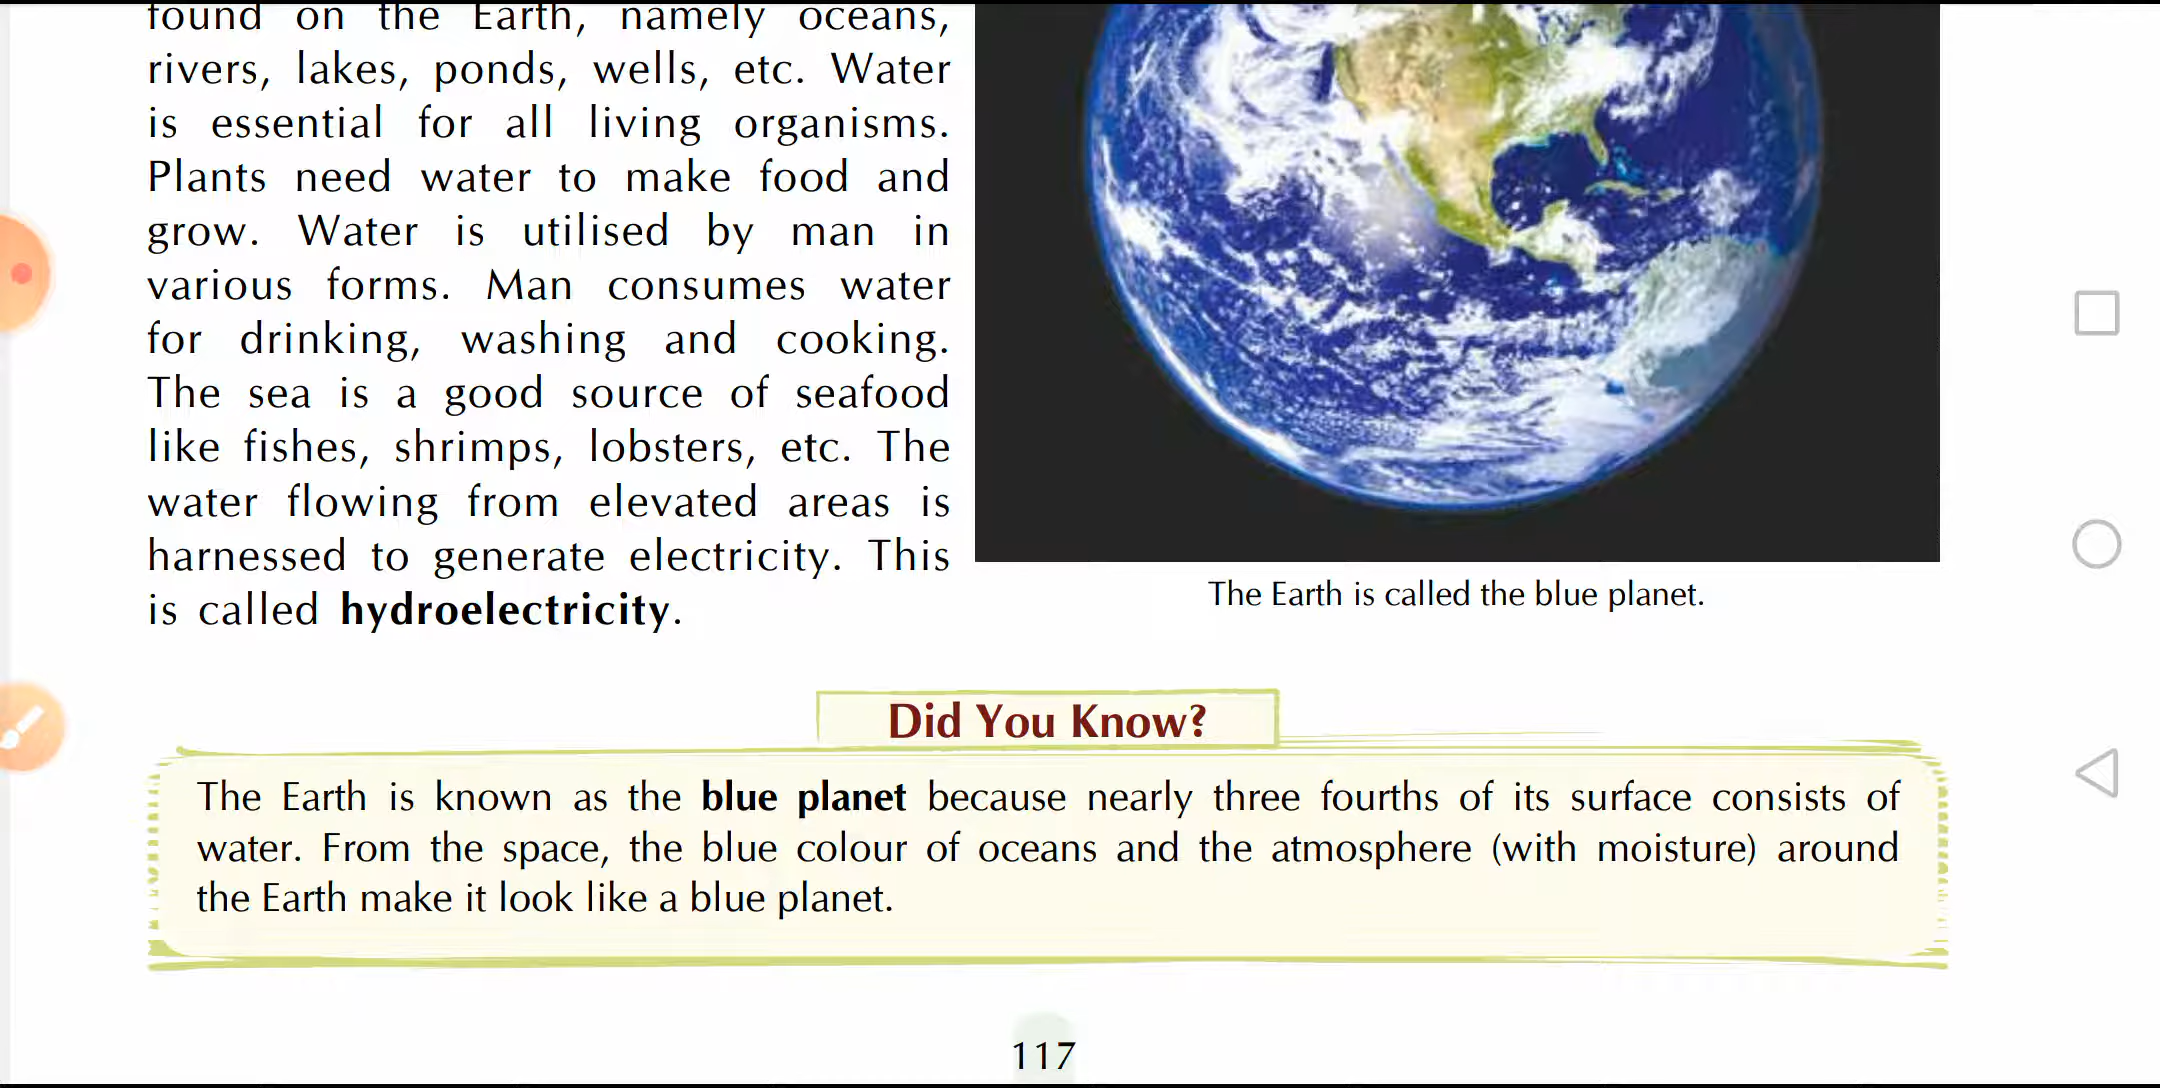 found on the Earth, namely oceans,
rivers, lakes, ponds, wells, etc. Water
is essential for all living organisms.
Plants need water to make food and
grow. Water is utilised by man in
various forms. Man consumes water
for drinking, washing and cooking.
The sea is a good source of seafood
like fishes, shrimps, lobsters, etc. The
water flowing from elevated areas is
harnessed to generate electricity. This
is called hydroelectricity.
The Earth is called the blue planet.
Did You Know?
The Earth is known as the blue planet because nearly three fourths of its surface consists of
water. From the space, the blue colour of oceans and the atmosphere (with moisture) around
the Earth make it look like a blue planet.
117